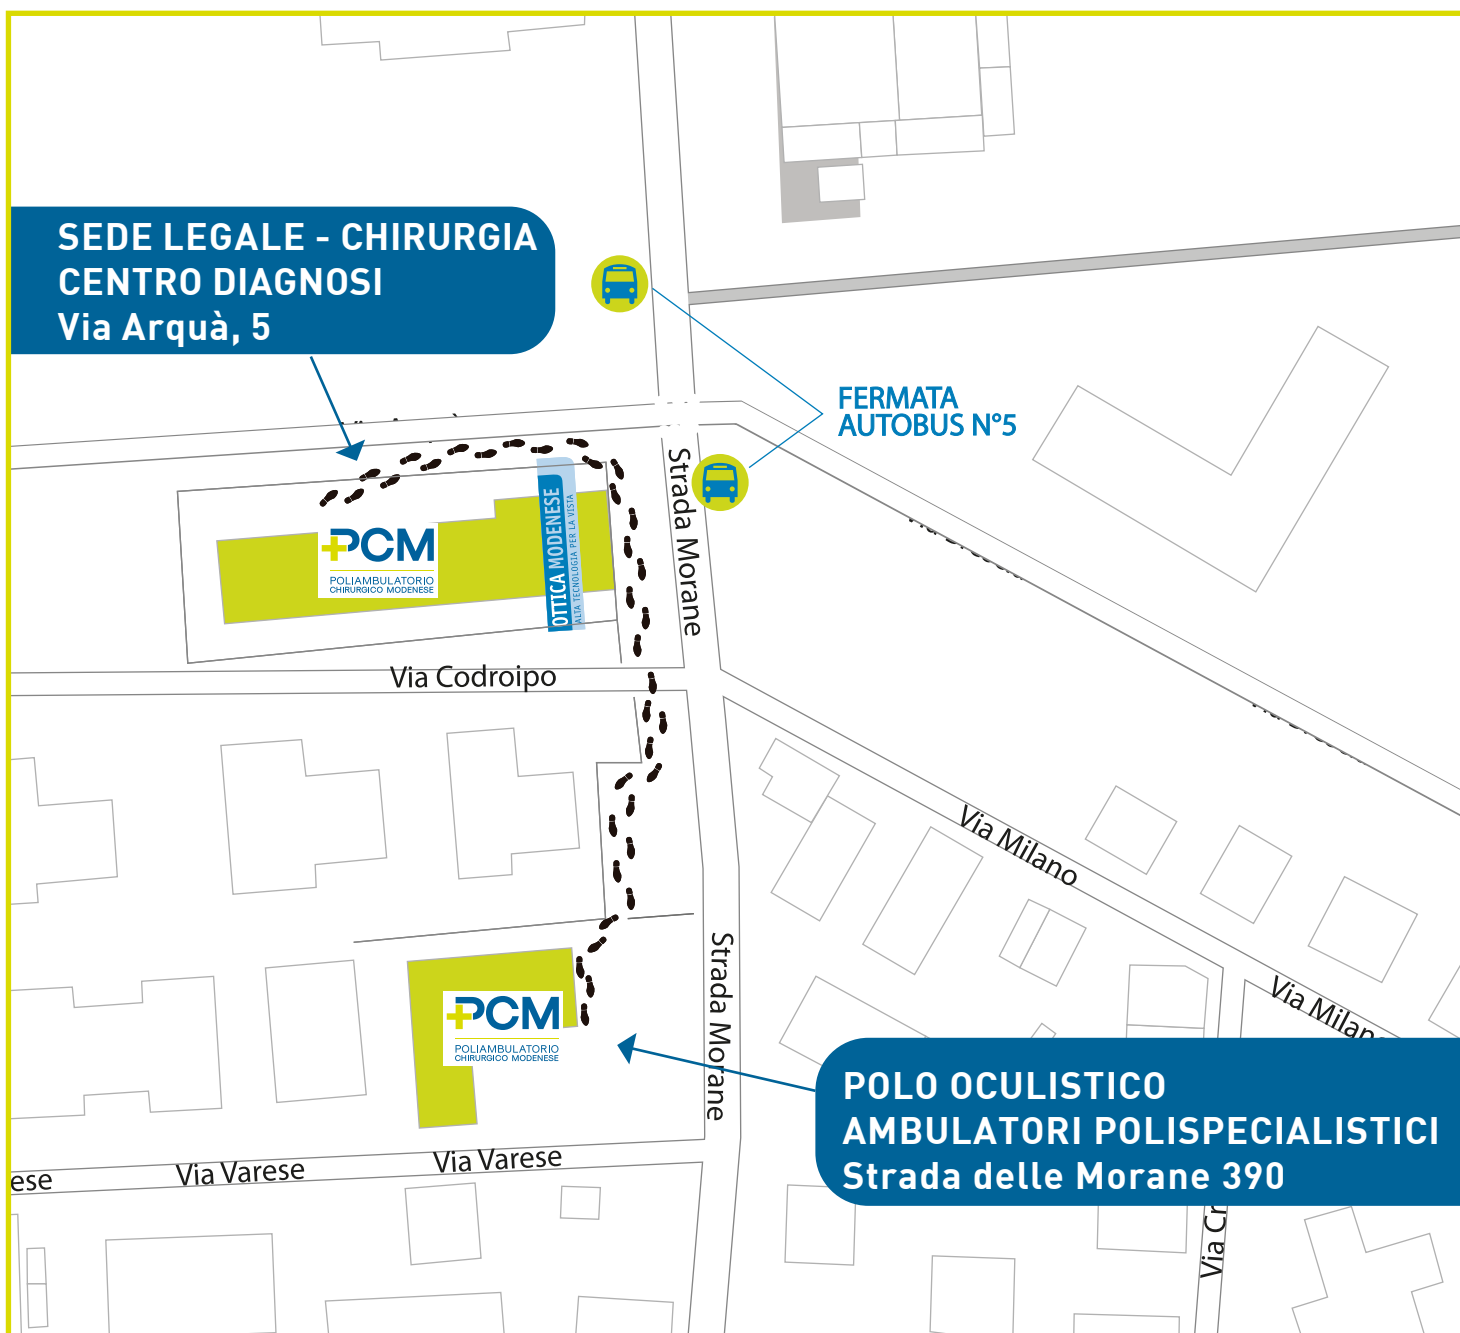 SEDE LEGALE - CHIRURGIA
CENTRO DIAGNOSI
Via Arquà, 5
FERMATA
AUTOBUS N°5
Strada Morane
OTTICA MODENESE
ALTA TECNOLOGIA PER LA VISTA
PCM
POLIAMBULATORIO
CHIRURGICO MODENESE
Via Codroipo
Via Milano
Strada Morane
Via Milano
PCM
POLIAMBULATORIO
CHIRURGICO MODENESE
POLO OCULISTICO
AMBULATORI POLISPECIALISTICI
Strada delle Morane 390
Via Varese
Via Varese
ese
Via Cr